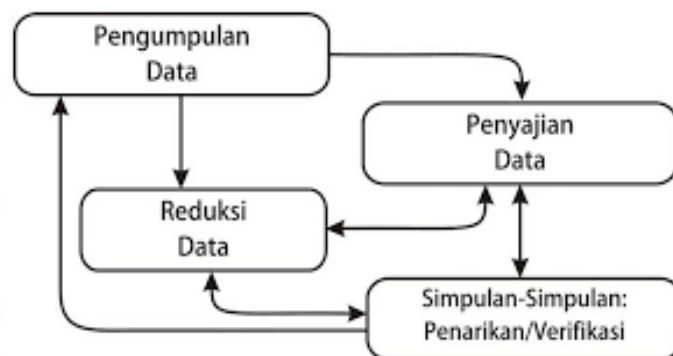 Pengumpulan
Data
Penyajian
Data
Reduksi
Data
Simpulan-Simpulan:
Penarikan/Verifikasi